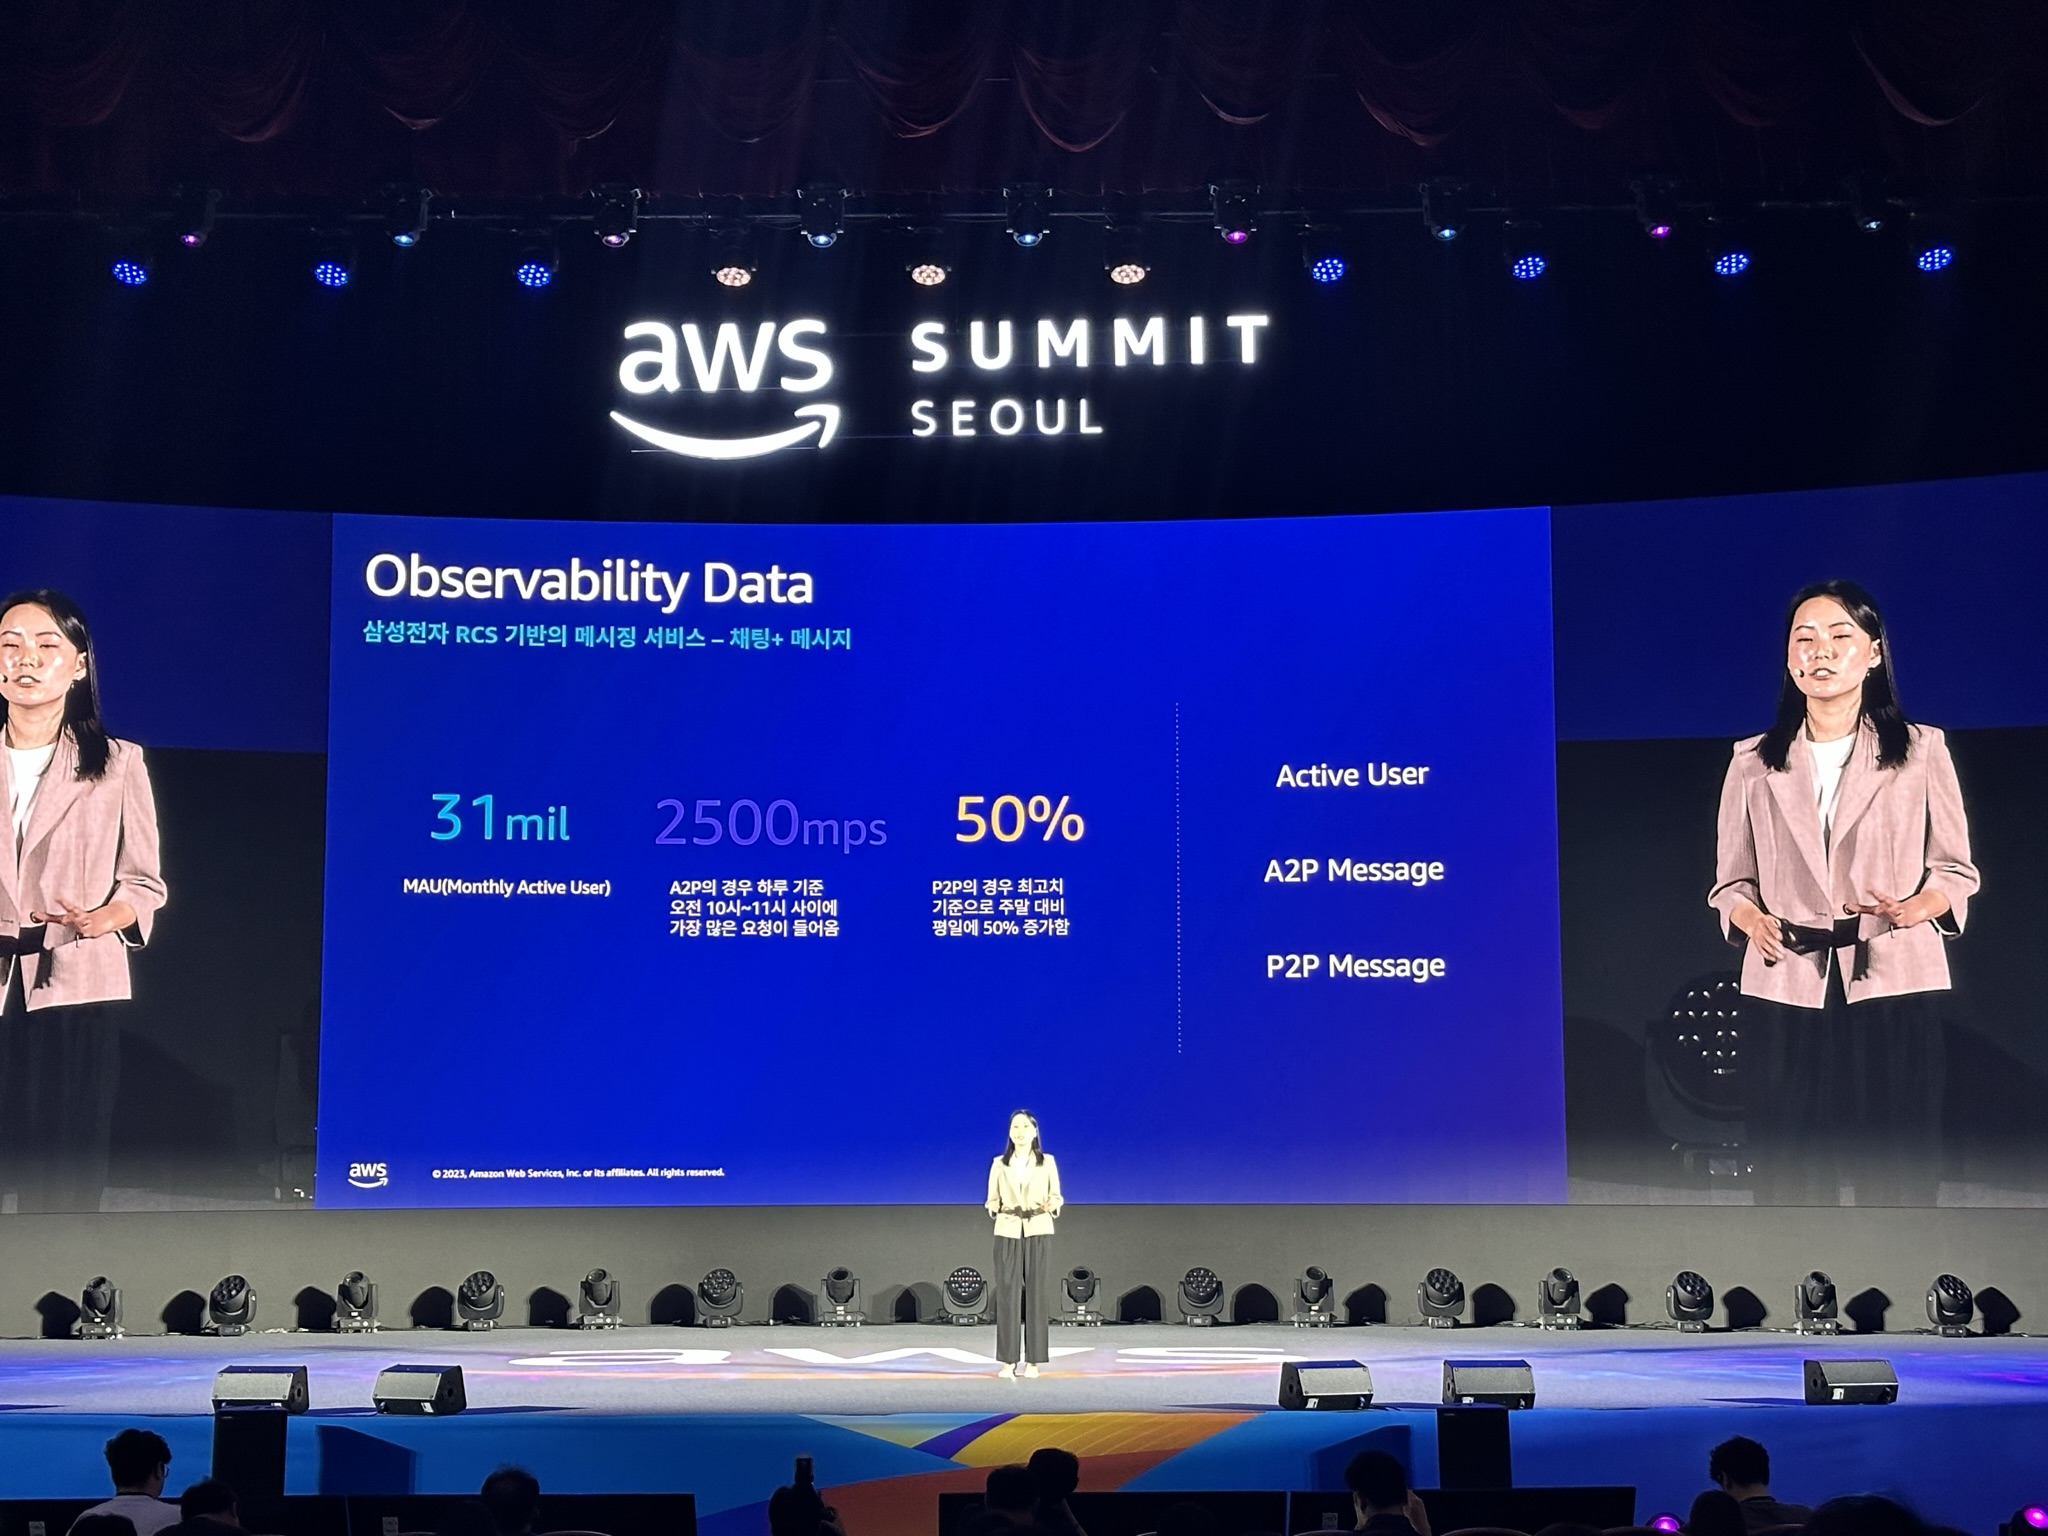 aws
SUMMIT
SEOUL
Observability Data
삼성전자 RCS 기반의 메시징 서비스 – 채팅+ 메시지
31mil
MAU(Monthly Active User)
2500mps
A2P의 경우 하루 기준
오전 10시~11시 사이에
가장 많은 요청이 들어옴
50%
P2P의 경우 최고치
기준으로 주말 대비
평일에 50% 증가함
Active User
A2P Message
P2P Message
aws
© 2023, Amazon Web Services, Inc. or its affiliates. All rights reserved.
aws